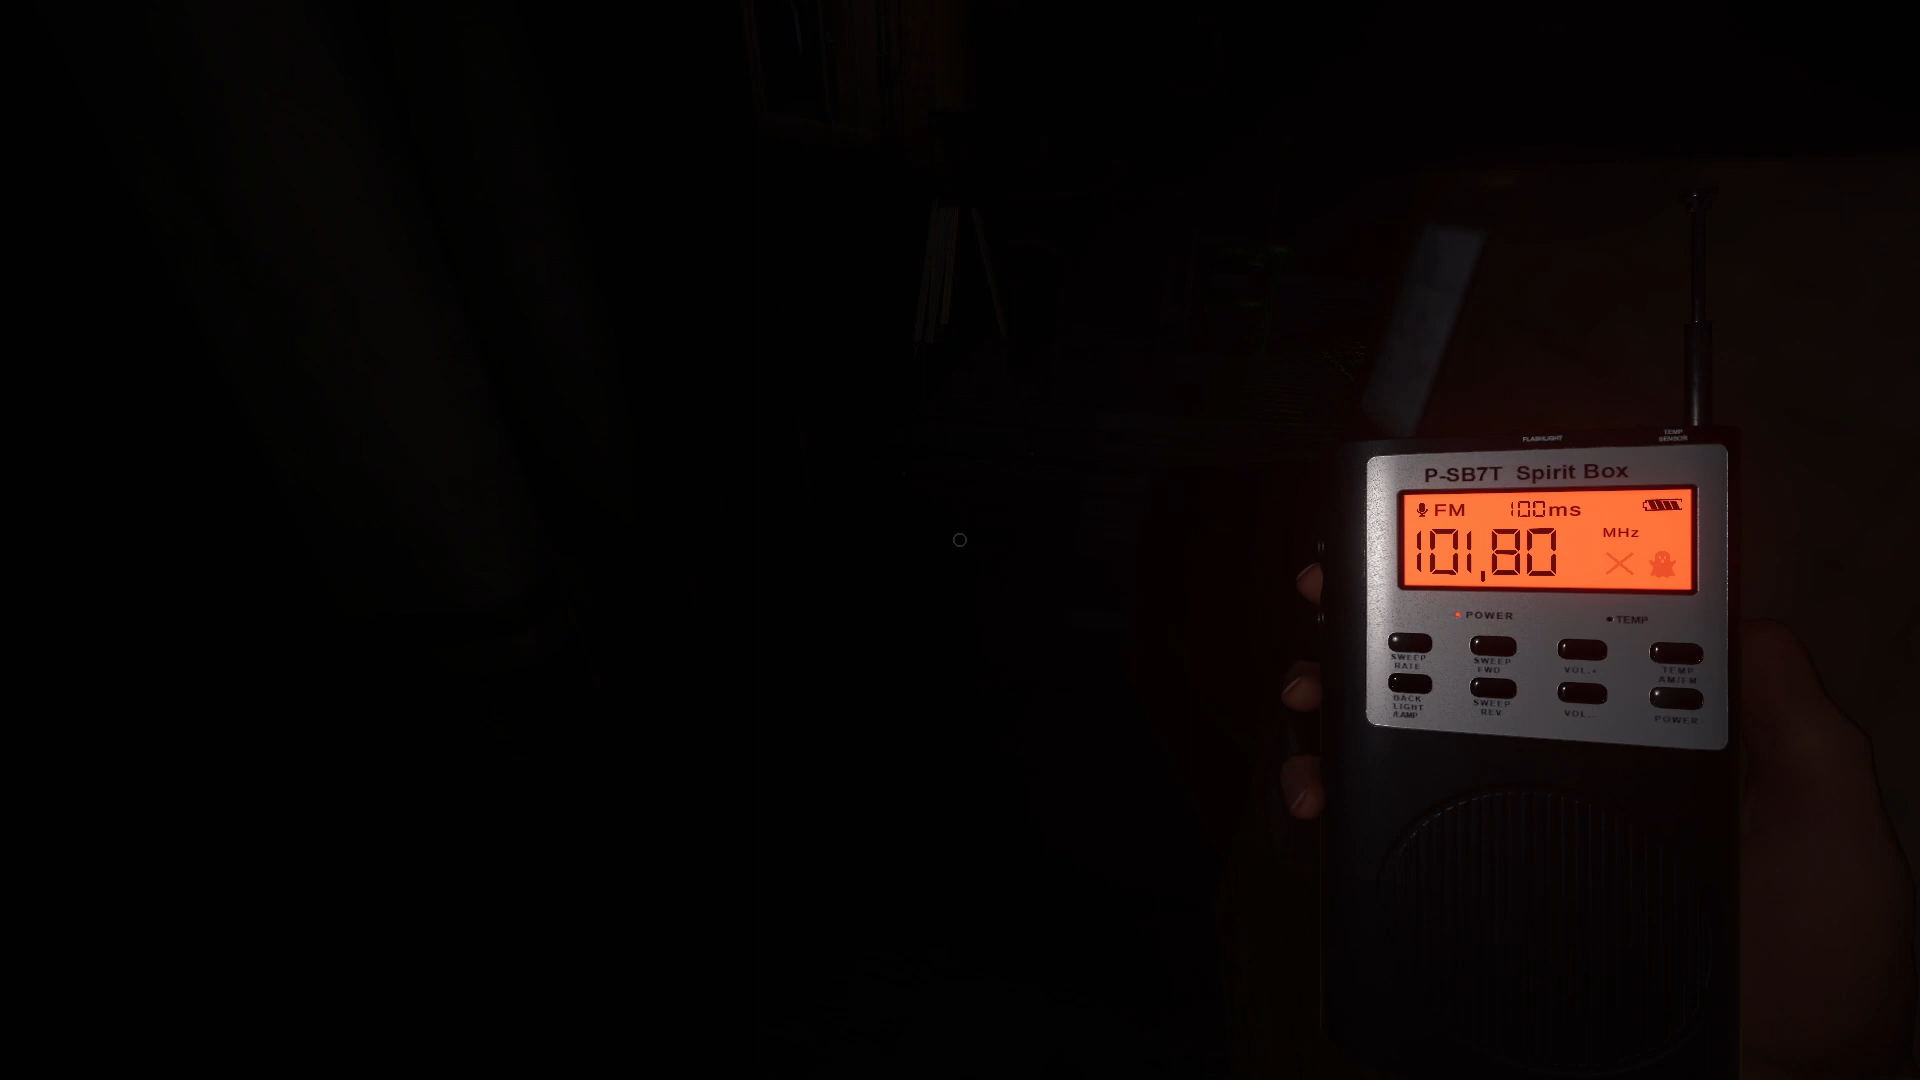 FLASHLIGHT
TEMP
SENSOR
P-SB7T Spirit Box
FM 100ms
101,80 MHz
POWER
TEMP
SWEEP
RATE
SWEEP
FWD
VOL.+
TEMP
AM/FM
BACK
LIGHT
/LAMP
SWEEP
REV
VOL.-
POWER